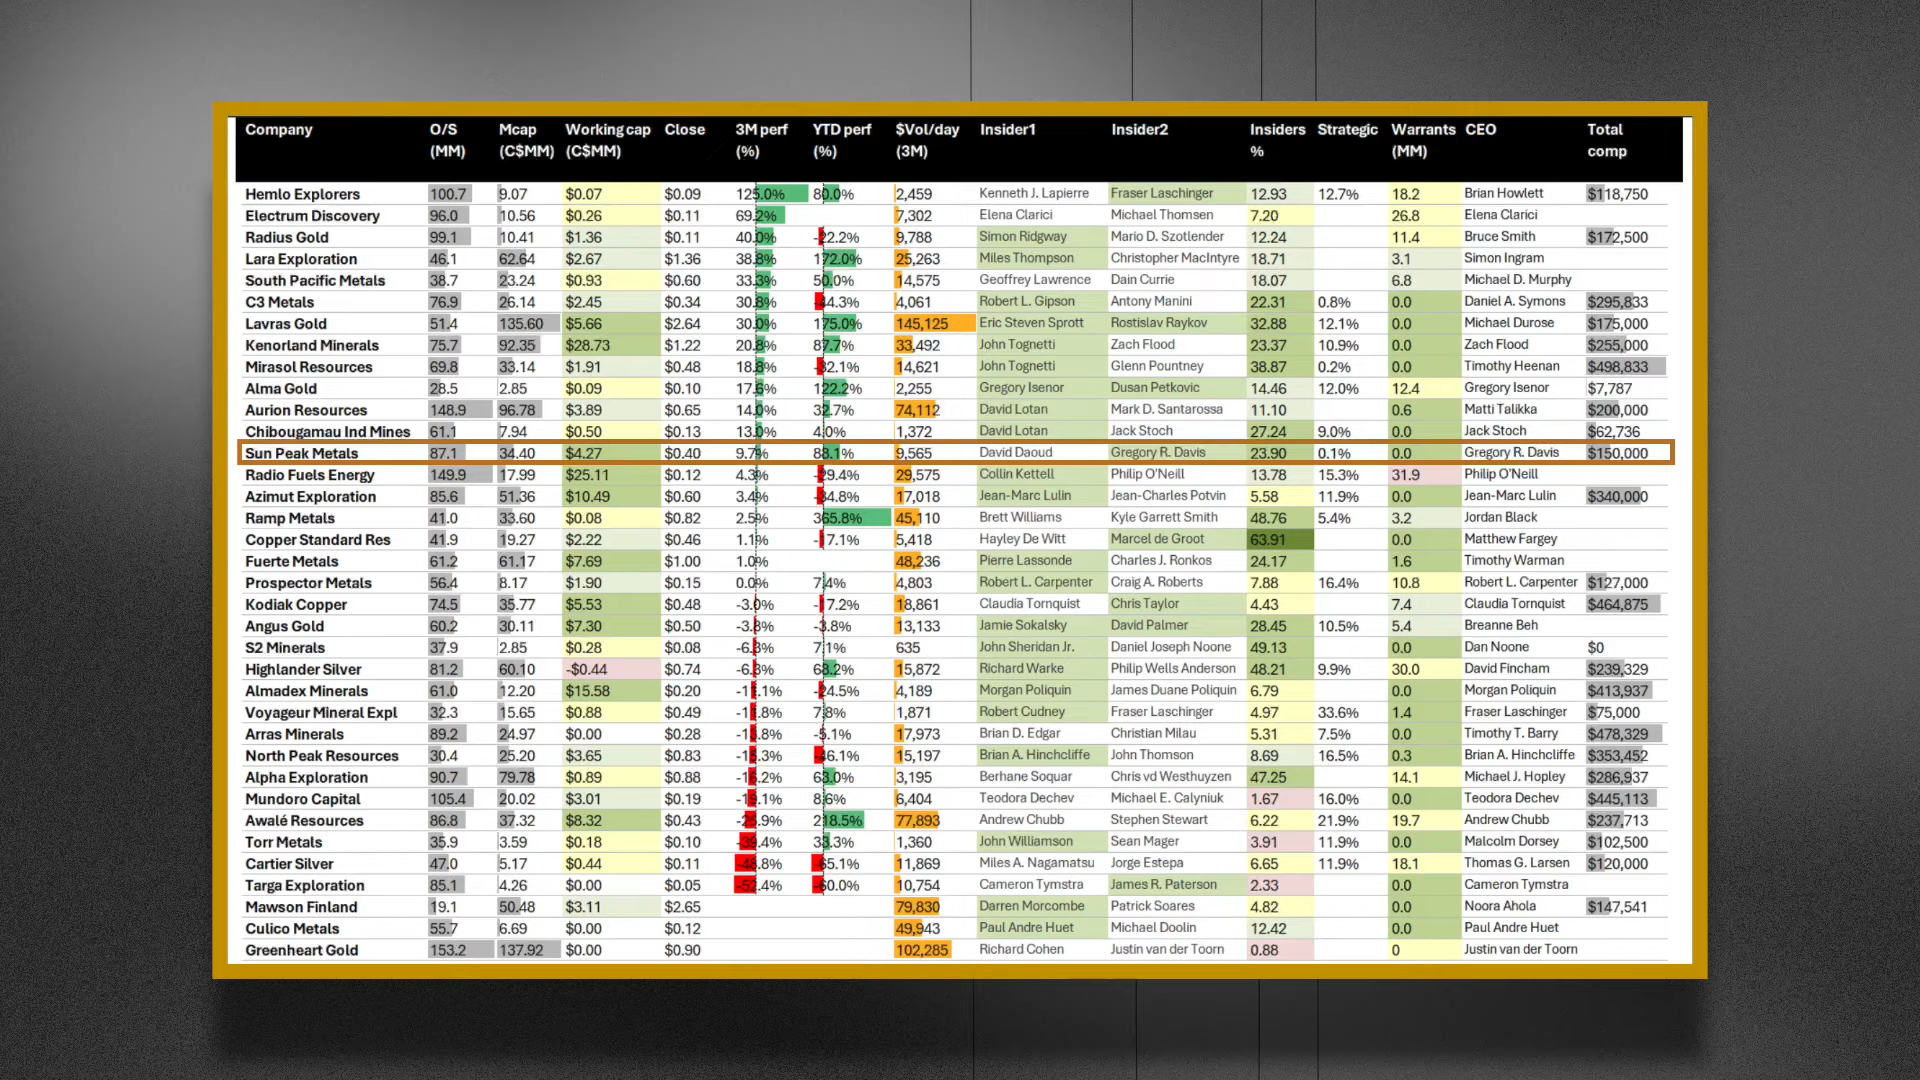 Company O/S (MM) Mcap (C$MM) Working cap (C$MM) Close 3M perf (%) YTD perf (%) $Vol/day (3M) Insider1 Insider2 Insiders % Strategic Warrants (MM) CEO Total comp
Hemlo Explorers 100.7 9.07 $0.07 $0.09 125.0% 80.0% 2,459 Kenneth J. Lapierre Fraser Laschinger 12.93 12.7% 18.2 Brian Howlett $118,750
Electrum Discovery 96.0 10.56 $0.26 $0.11 69.2% 7,302 Elena Clarici Michael Thomsen 7.20 26.8 Elena Clarici
Radius Gold 99.1 10.41 $1.36 $0.11 40.0% -22.2% 9,788 Simon Ridgway Mario D. Szotlender 12.24 11.4 Bruce Smith $172,500
Lara Exploration 46.1 62.64 $2.67 $1.36 38.8% 172.0% 25,263 Miles Thompson Christopher MacIntyre 18.71 3.1 Simon Ingram
South Pacific Metals 38.7 23.24 $0.93 $0.60 33.3% 50.0% 14,575 Geoffrey Lawrence Dain Currie 18.07 6.8 Michael D. Murphy
C3 Metals 76.9 26.14 $2.45 $0.34 30.8% -44.3% 4,061 Robert L. Gipson Antony Manini 22.31 0.8% 0.0 Daniel A. Symons $295,833
Lavras Gold 51.4 135.60 $5.66 $2.64 30.0% 175.0% 145,125 Eric Steven Sprott Rostislav Raykov 32.88 12.1% 0.0 Michael Durose $175,000
Kenorland Minerals 75.7 92.35 $28.73 $1.22 20.8% 87.7% 33,492 John Tognetti Zach Flood 23.37 10.9% 0.0 Zach Flood $255,000
Mirasol Resources 69.8 33.14 $1.91 $0.48 18.8% -32.1% 14,621 John Tognetti Glenn Pountney 38.87 0.2% 0.0 Timothy Heenan $498,833
Alma Gold 28.5 2.85 $0.09 $0.10 17.6% 122.2% 2,255 Gregory Isenor Dusan Petkovic 14.46 12.0% 12.4 Gregory Isenor $7,787
Aurion Resources 148.9 96.78 $3.89 $0.65 14.0% 32.7% 74,112 David Lotan Mark D. Santarossa 11.10 0.6 Matti Talikka $200,000
Chibougamau Ind Mines 61.1 7.94 $0.50 $0.13 13.0% 4.0% 1,372 David Lotan Jack Stoch 27.24 9.0% 0.0 Jack Stoch $62,736
Sun Peak Metals 87.1 34.40 $4.27 $0.40 9.7% 88.1% 9,565 David Daoud Gregory R. Davis 23.90 0.1% 0.0 Gregory R. Davis $150,000
Radio Fuels Energy 149.9 17.99 $25.11 $0.12 4.3% -29.4% 29,575 Collin Kettell Philip O'Neill 13.78 15.3% 31.9 Philip O'Neill
Azimut Exploration 85.6 51.36 $10.49 $0.60 3.4% -34.8% 17,018 Jean-Marc Lulin Jean-Charles Potvin 5.58 11.9% 0.0 Jean-Marc Lulin $340,000
Ramp Metals 41.0 33.60 $0.08 $0.82 2.5% 365.8% 45,110 Brett Williams Kyle Garrett Smith 48.76 5.4% 3.2 Jordan Black
Copper Standard Res 41.9 19.27 $2.22 $0.46 1.1% -17.1% 5,418 Hayley De Witt Marcel de Groot 63.91 0.0 Matthew Fargey
Fuerte Metals 61.2 61.17 $7.69 $1.00 1.0% 48,236 Pierre Lassonde Charles J. Ronkos 24.17 1.6 Timothy Warman
Prospector Metals 56.4 8.17 $1.90 $0.15 0.0% 7.4% 4,803 Robert L. Carpenter Craig A. Roberts 7.88 16.4% 10.8 Robert L. Carpenter $127,000
Kodiak Copper 74.5 35.77 $5.53 $0.48 -3.0% -17.2% 18,861 Claudia Tornquist Chris Taylor 4.43 7.4 Claudia Tornquist $464,875
Angus Gold 60.2 30.11 $7.30 $0.50 -3.8% -3.8% 13,133 Jamie Sokalsky David Palmer 28.45 10.5% 5.4 Breanne Beh
S2 Minerals 37.9 2.85 $0.28 $0.08 7.1% 635 John Sheridan Jr. Daniel Joseph Noone 49.13 0.0 Dan Noone $0
Highlander Silver 81.2 60.10 -$0.44 $0.74 68.2% 15,872 Richard Warke Philip Wells Anderson 48.21 9.9% 30.0 David Fincham $239,329
Almadex Minerals 61.0 12.20 $15.58 $0.20 -11.1% -24.5% 4,189 Morgan Poliquin James Duane Poliquin 6.79 0.0 Morgan Poliquin $413,937
Voyageur Mineral Expl 32.3 15.65 $0.88 $0.49 7.8% 1,871 Robert Cudney Fraser Laschinger 4.97 33.6% 1.4 Fraser Laschinger $75,000
Arras Minerals 89.2 24.97 $0.00 $0.28 -5.1% 17,973 Brian D. Edgar Christian Milau 5.31 7.5% 0.0 Timothy T. Barry $478,329
North Peak Resources 30.4 25.20 $3.65 $0.83 -46.1% 15,197 Brian A. Hinchcliffe John Thomson 8.69 16.5% 0.3 Brian A. Hinchcliffe $353,452
Alpha Exploration 90.7 79.78 $0.89 $0.88 63.0% 3,195 Berhane Soquar Chris vd Westhuyzen 47.25 14.1 Michael J. Hopley $286,937
Mundoro Capital 105.4 20.02 $3.01 $0.19 -19.1% 8.6% 6,404 Teodora Dechev Michael E. Calyniuk 1.67 16.0% 0.0 Teodora Dechev $445,113
Awalé Resources 86.8 37.32 $8.32 $0.43 218.5% 77,893 Andrew Chubb Stephen Stewart 6.22 21.9% 19.7 Andrew Chubb $237,713
Torr Metals 35.9 3.59 $0.18 $0.10 -39.4% 33.3% 1,360 John Williamson Sean Mager 3.91 11.9% 0.0 Malcolm Dorsey $102,500
Cartier Silver 47.0 5.17 $0.44 $0.11 -48.8% -65.1% 11,869 Miles A. Nagamatsu Jorge Estepa 6.65 11.9% 18.1 Thomas G. Larsen $120,000
Targa Exploration 85.1 4.26 $0.00 $0.05 -52.4% -60.0% 10,754 Cameron Tymstra James R. Paterson 2.33 0.0 Cameron Tymstra
Mawson Finland 19.1 50.48 $3.11 $2.65 79,830 Darren Morcombe Patrick Soares 4.82 0.0 Noora Ahola $147,541
Culico Metals 55.7 6.69 $0.00 $0.12 49,943 Paul Andre Huet Michael Doolin 12.42 0.0 Paul Andre Huet
Greenheart Gold 153.2 137.92 $0.00 $0.90 102,285 Richard Cohen Justin van der Toorn 0.88 0 Justin van der Toorn